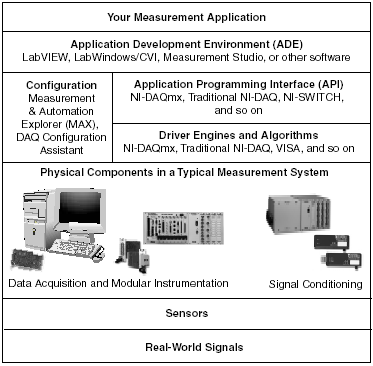 Your Measurement Application
Application Development Environment (ADE)
LabVIEW, LabWindows/CVI, Measurement Studio, or other software
Configuration
Measurement
& Automation
Explorer (MAX),
DAQ Configuration
Assistant
Application Programming Interface (API)
NI-DAQmx, Traditional NI-DAQ, NI-SWITCH,
and so on
Driver Engines and Algorithms
NI-DAQmx, Traditional NI-DAQ, VISA, and so on
Physical Components in a Typical Measurement System
Data Acquisition and Modular Instrumentation
Signal Conditioning
Sensors
Real-World Signals